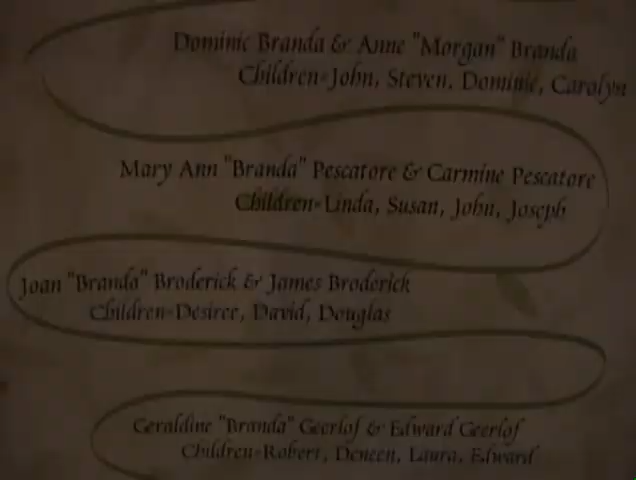 Dominic Branda & Anne "Morgan" Branda
Children-John, Steven, Dominic, Carolyn
Mary Ann "Branda" Pescatore & Carmine Pescatore
Children-Linda, Susan, John, Joseph
Joan "Branda" Broderick & James Broderick
Children-Desiree, David, Douglas
Geraldine "Branda" Geerlof & Edward Geerlof
Children-Robert, Deneen, Laura, Edward